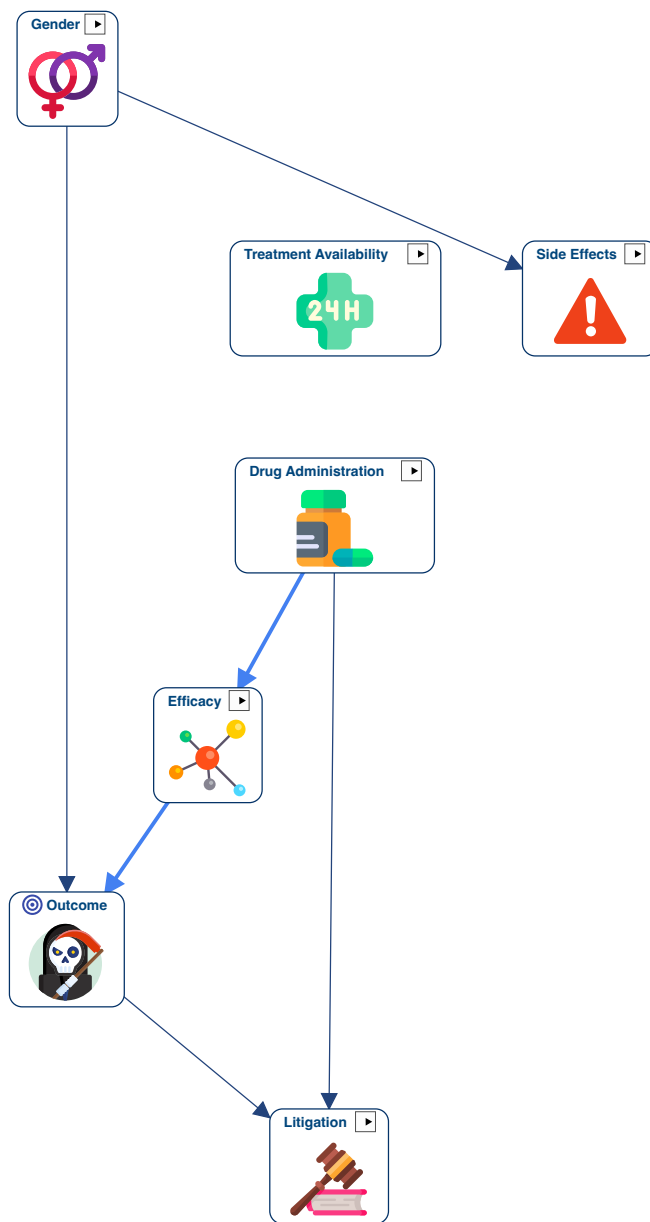 Gender
Treatment Availability
Side Effects
24H
Drug Administration
Efficacy
Outcome
Litigation